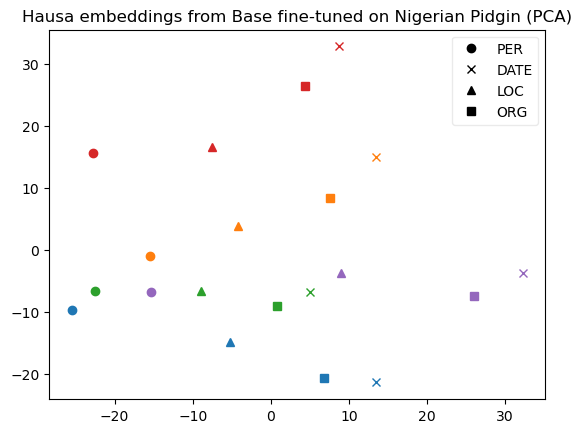 Hausa embeddings from Base fine-tuned on Nigerian Pidgin (PCA)
PER
DATE
LOC
ORG
30
20
10
0
−10
−20
−20
−10
0
10
20
30